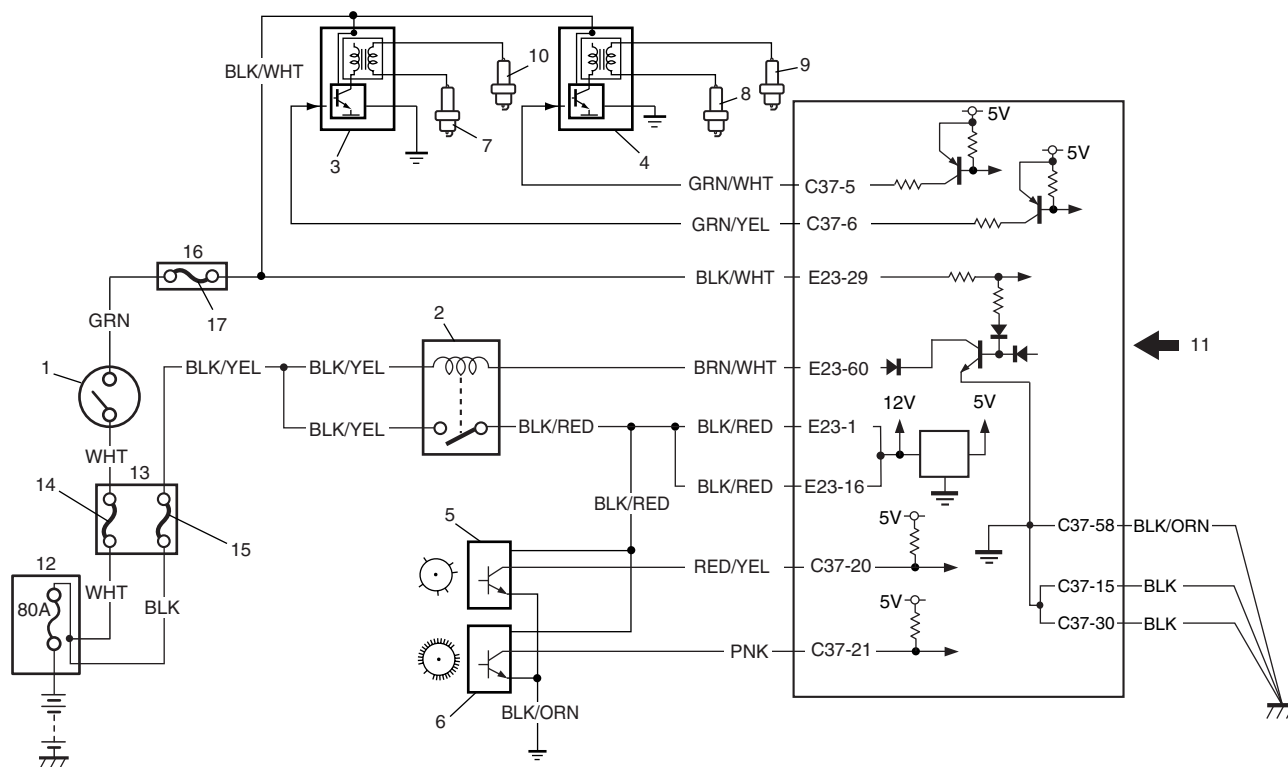 BLK/WHT
10
9
8
7
3
4
5V
5V
GRN/WHT
C37-5
GRN/YEL
C37-6
16
17
BLK/WHT
E23-29
GRN
1
2
BLK/YEL
BLK/YEL
BRN/WHT
E23-60
11
BLK/YEL
BLK/RED
BLK/RED
E23-1
12V
5V
WHT
13
14
15
BLK/RED
E23-16
BLK/RED
5
5V
C37-58
BLK/ORN
12
80A
WHT
BLK
RED/YEL
C37-20
C37-15
BLK
5V
C37-30
BLK
PNK
C37-21
6
BLK/ORN